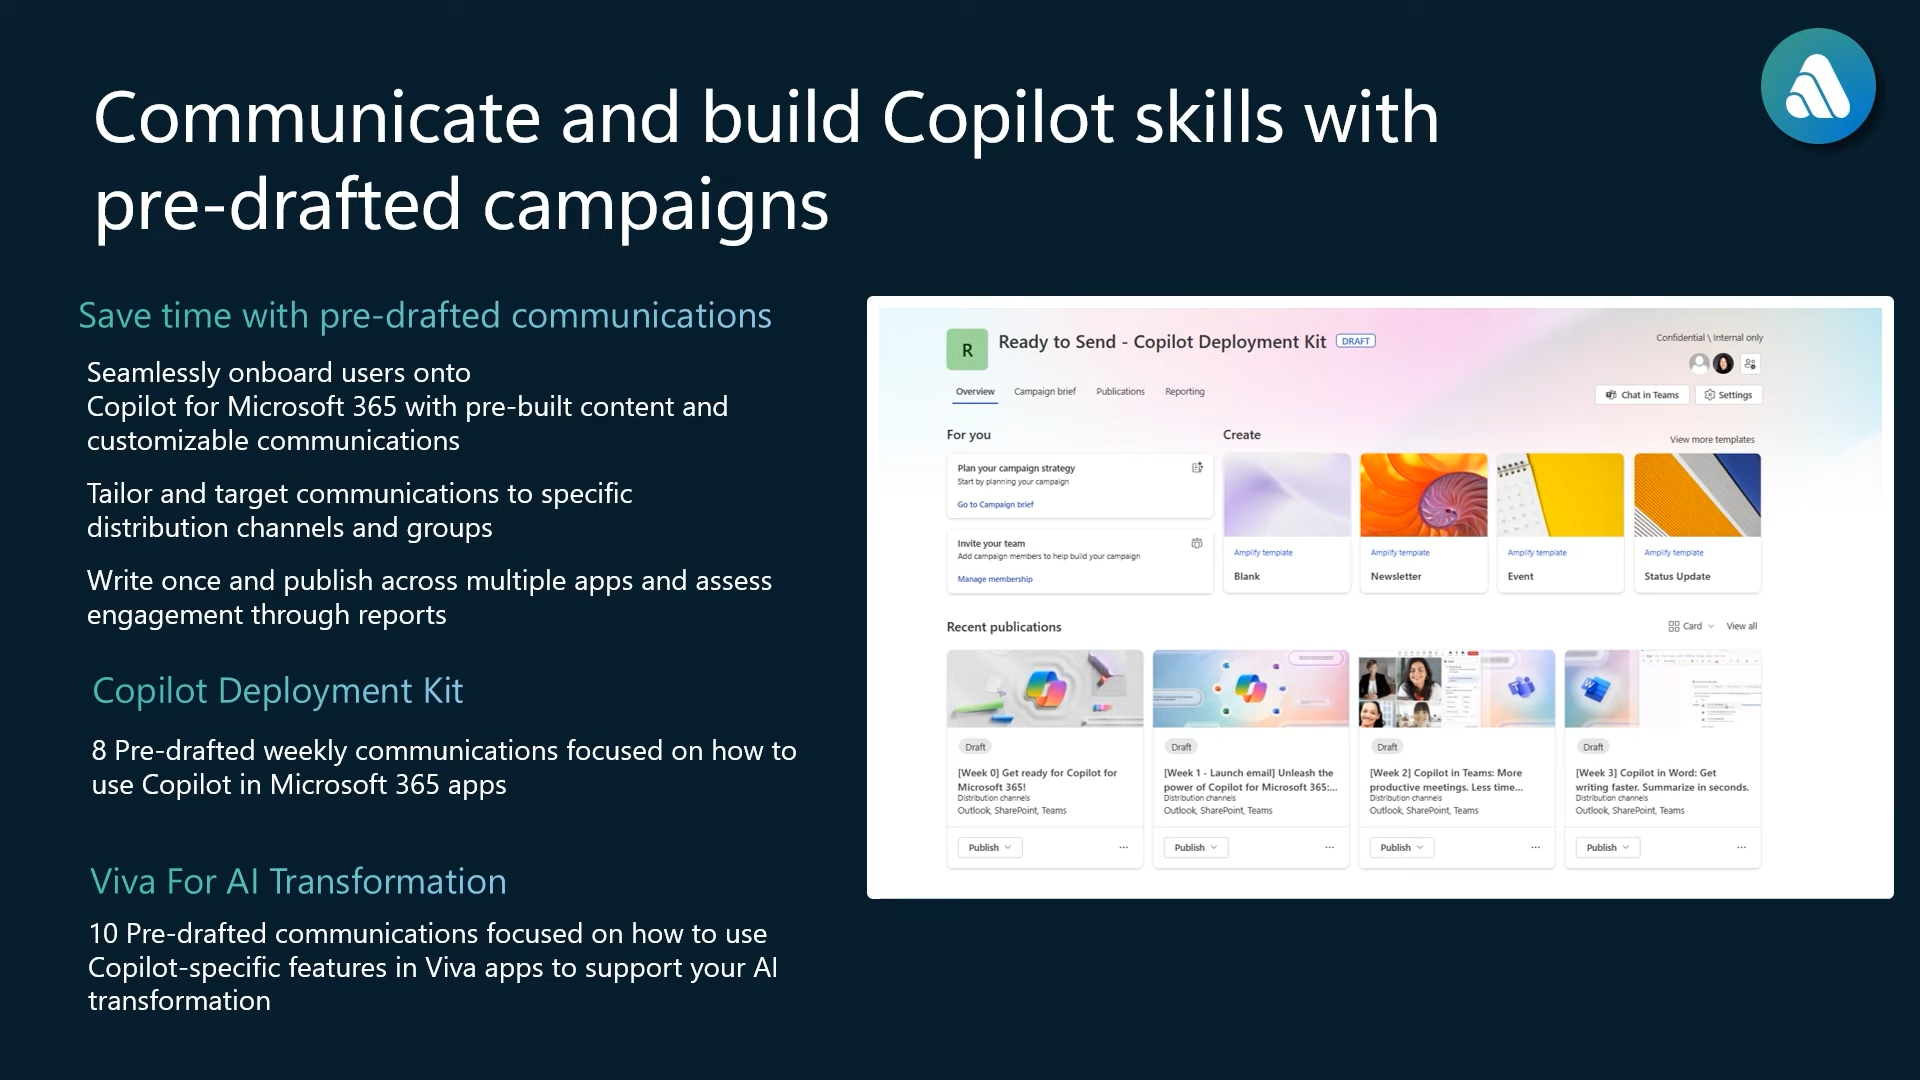 Communicate and build Copilot skills with
pre-drafted campaigns
Save time with pre-drafted communications
Seamlessly onboard users onto
Copilot for Microsoft 365 with pre-built content and
customizable communications
Tailor and target communications to specific
distribution channels and groups
Write once and publish across multiple apps and assess
engagement through reports
Copilot Deployment Kit
8 Pre-drafted weekly communications focused on how to
use Copilot in Microsoft 365 apps
Viva For AI Transformation
10 Pre-drafted communications focused on how to use
Copilot-specific features in Viva apps to support your AI
transformation
R
Ready to Send - Copilot Deployment Kit DRAFT
Confidential \ Internal only
Overview Campaign brief Publications Reporting
Chat in Teams Settings
For you
Plan your campaign strategy
Start by planning your campaign
Go to Campaign brief
Invite your team
Add campaign members to help build your campaign
Manage membership
Create
View more templates
Amplify template
Blank
Amplify template
Newsletter
Amplify template
Event
Amplify template
Status Update
Recent publications
Card View all
Draft
[Week 0] Get ready for Copilot for
Microsoft 365!
Distribution channels
Outlook, SharePoint, Teams
Publish ...
Draft
[Week 1 - Launch email] Unleash the
power of Copilot for Microsoft 365:...
Distribution channels
Outlook, SharePoint, Teams
Publish ...
Draft
[Week 2] Copilot in Teams: More
productive meetings. Less time...
Distribution channels
Outlook, SharePoint, Teams
Publish ...
Draft
[Week 3] Copilot in Word: Get
writing faster. Summarize in seconds.
Distribution channels
Outlook, SharePoint, Teams
Publish ...